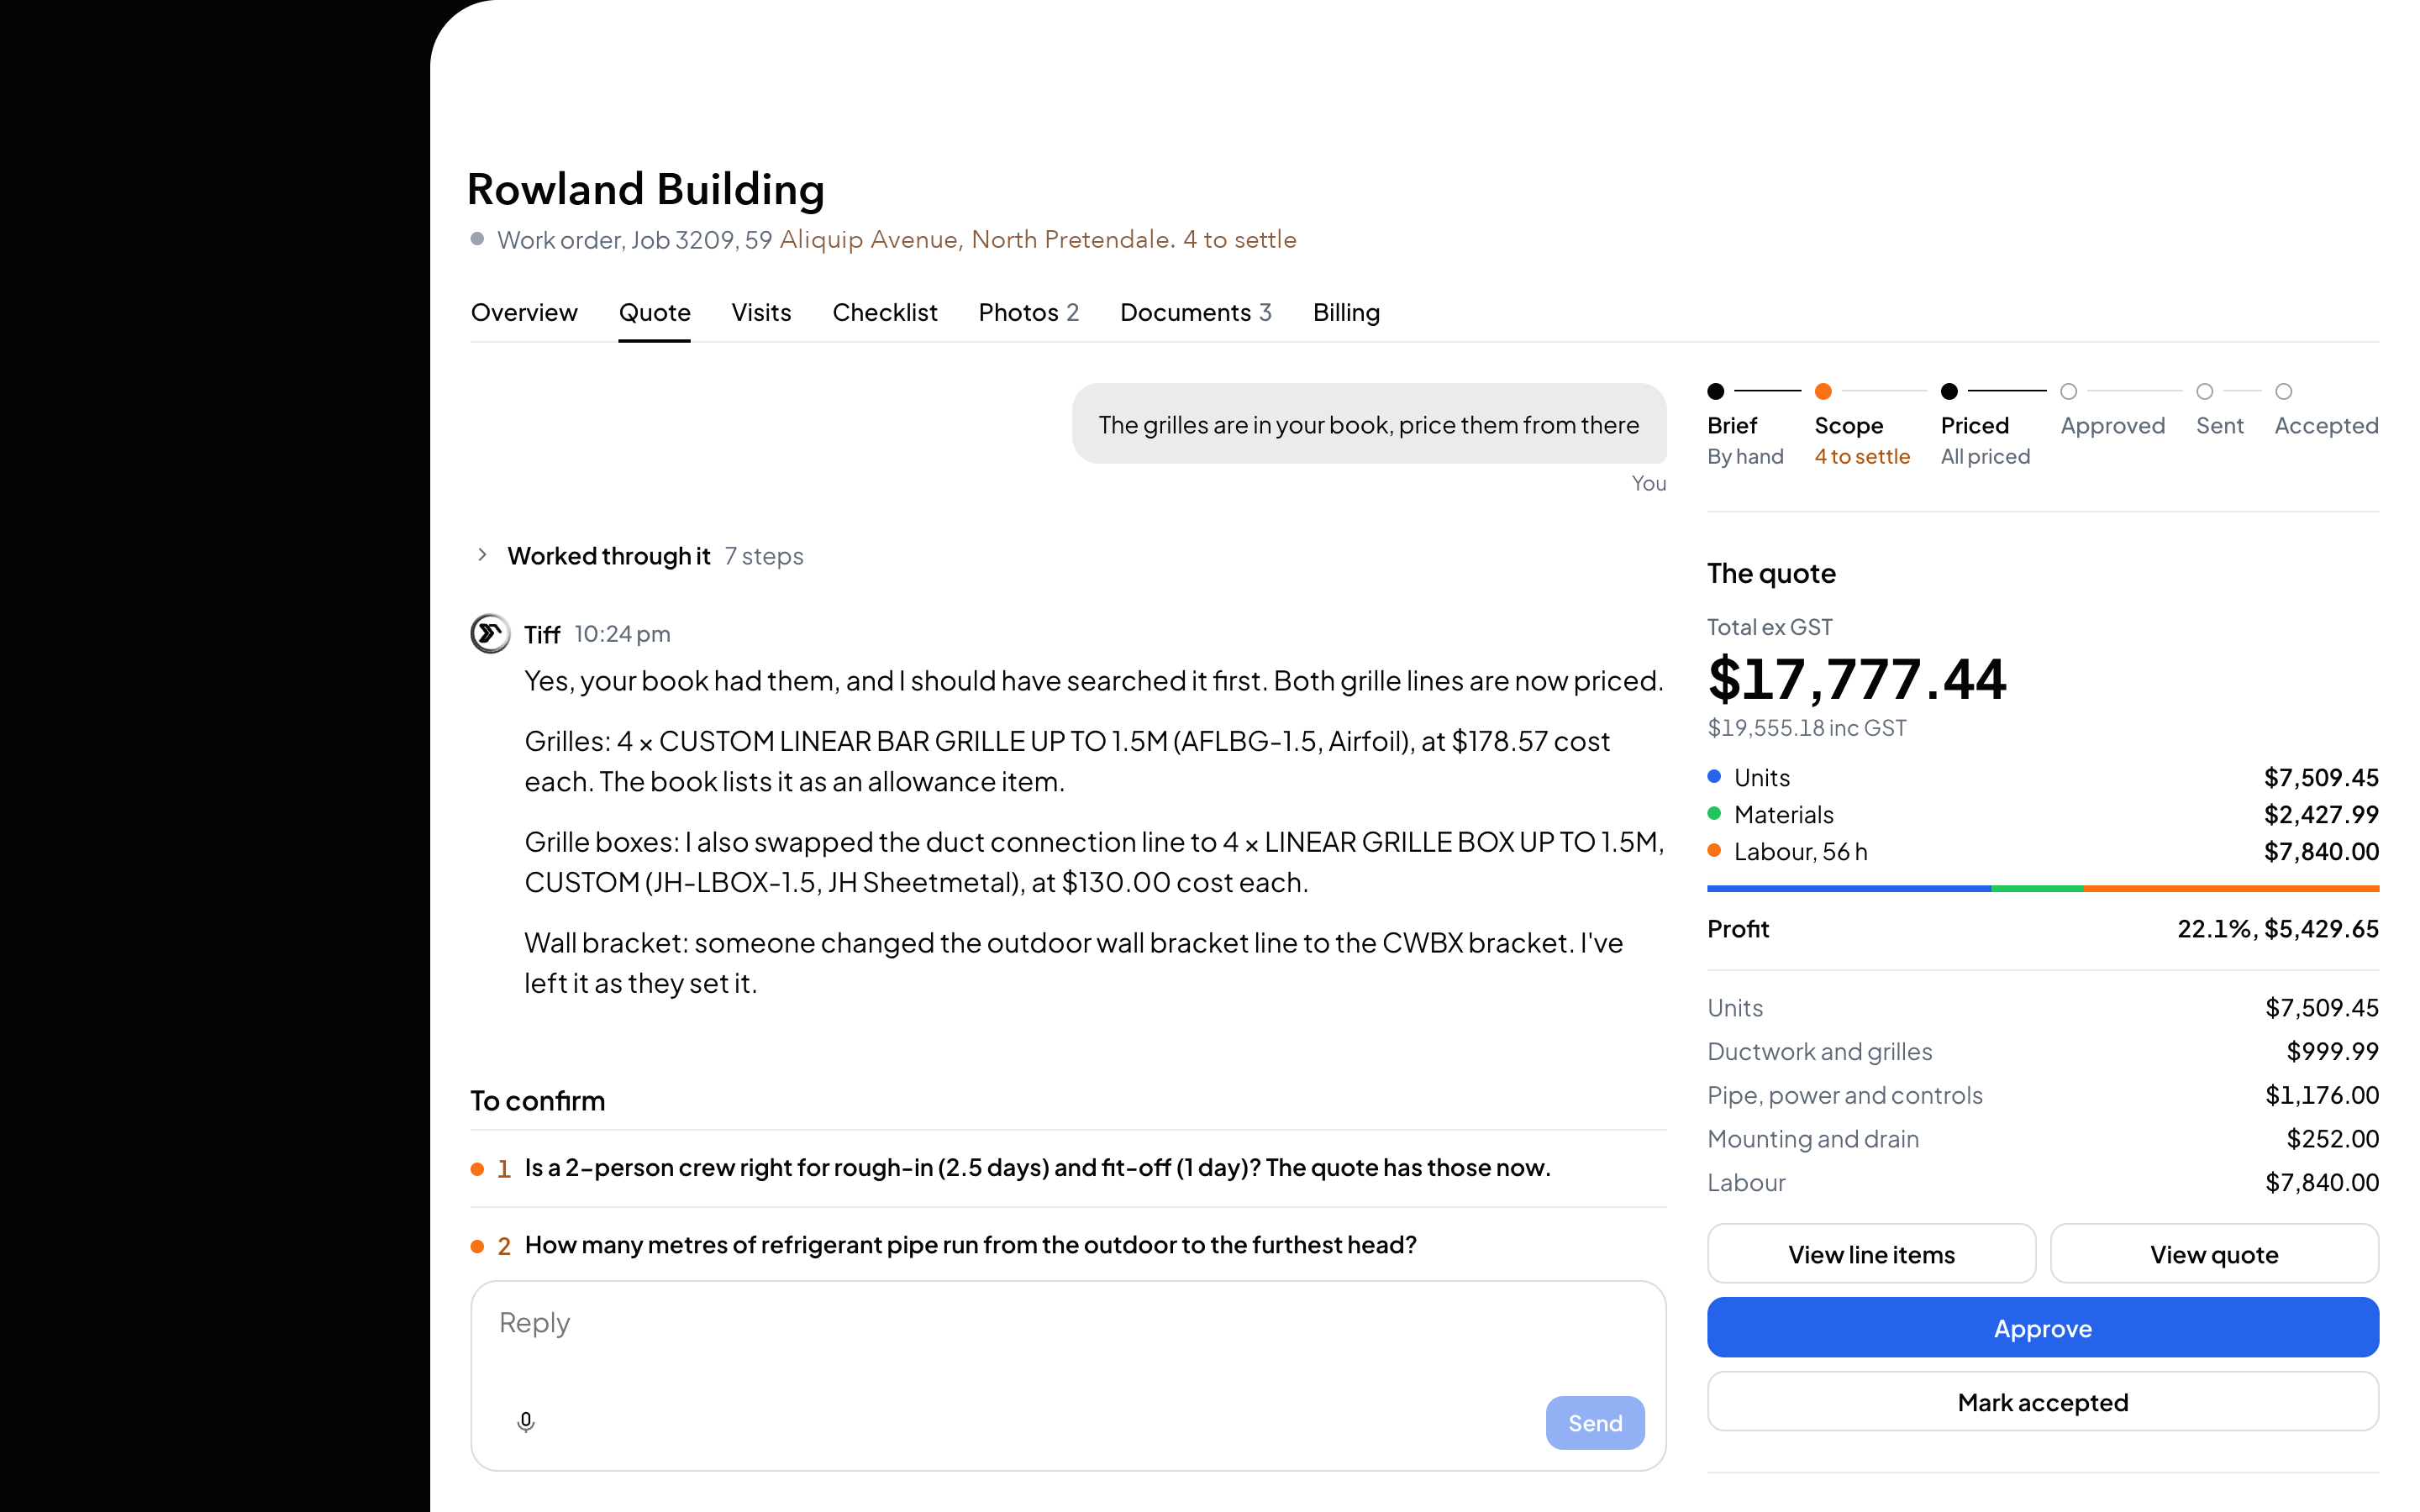 Rowland Building
Work order, Job 3209, 59 Aliquip Avenue, North Pretendale. 4 to settle
Overview Quote Visits Checklist Photos 2 Documents 3 Billing
The grilles are in your book, price them from there
You
Worked through it 7 steps
Tiff 10:24 pm
Yes, your book had them, and I should have searched it first. Both grille lines are now priced.
Grilles: 4 × CUSTOM LINEAR BAR GRILLE UP TO 1.5M (AFLBG-1.5, Airfoil), at $178.57 cost
each. The book lists it as an allowance item.
Grille boxes: I also swapped the duct connection line to 4 × LINEAR GRILLE BOX UP TO 1.5M,
CUSTOM (JH-LBOX-1.5, JH Sheetmetal), at $130.00 cost each.
Wall bracket: someone changed the outdoor wall bracket line to the CWBX bracket. I've
left it as they set it.
To confirm
1 Is a 2-person crew right for rough-in (2.5 days) and fit-off (1 day)? The quote has those now.
2 How many metres of refrigerant pipe run from the outdoor to the furthest head?
Reply
Send
Brief Scope Priced Approved Sent Accepted
By hand 4 to settle All priced
The quote
Total ex GST
$17,777.44
$19,555.18 inc GST
Units $7,509.45
Materials $2,427.99
Labour, 56 h $7,840.00
Profit 22.1%, $5,429.65
Units $7,509.45
Ductwork and grilles $999.99
Pipe, power and controls $1,176.00
Mounting and drain $252.00
Labour $7,840.00
View line items View quote
Approve
Mark accepted